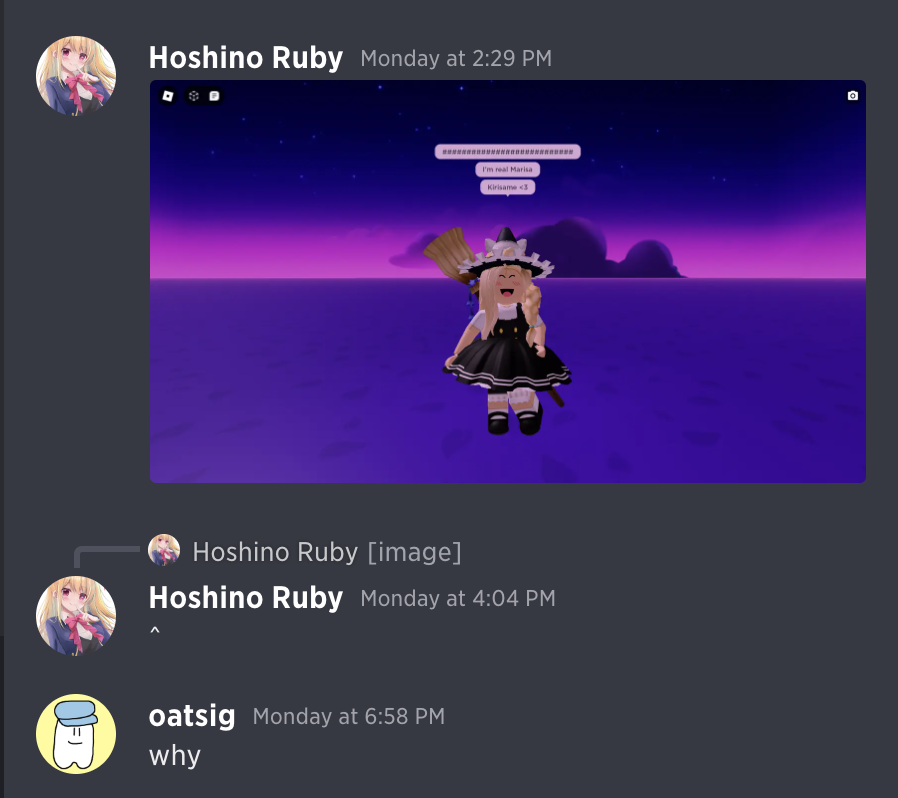 Hoshino Ruby Monday at 2:29 PM
###########################
I'm real Marisa
Kirisame <3
Hoshino Ruby [image]
Hoshino Ruby Monday at 4:04 PM
^
oatsig Monday at 6:58 PM
why